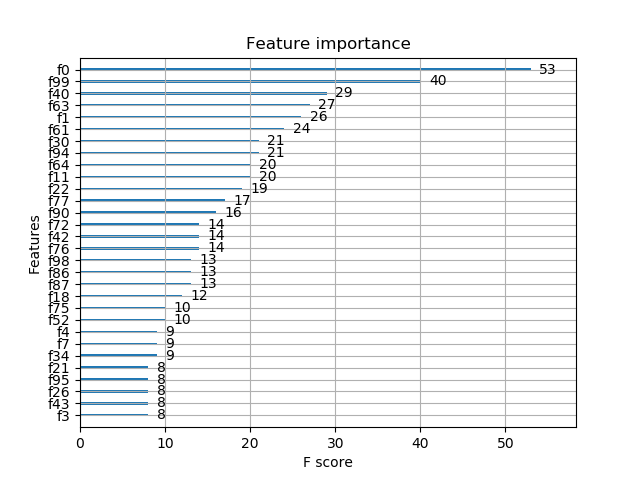 Feature importance
f0 53
f99 40
f40 29
f63 27
f1 26
f61 24
f30 21
f94 21
f64 20
f11 20
f22 19
f77 17
f90 16
f72 14
f42 14
f76 14
f98 13
f86 13
f87 13
f18 12
f75 10
f52 10
f4 9
f7 9
f34 9
f21 8
f95 8
f26 8
f43 8
f3 8
Features
0 10 20 30 40 50
F score